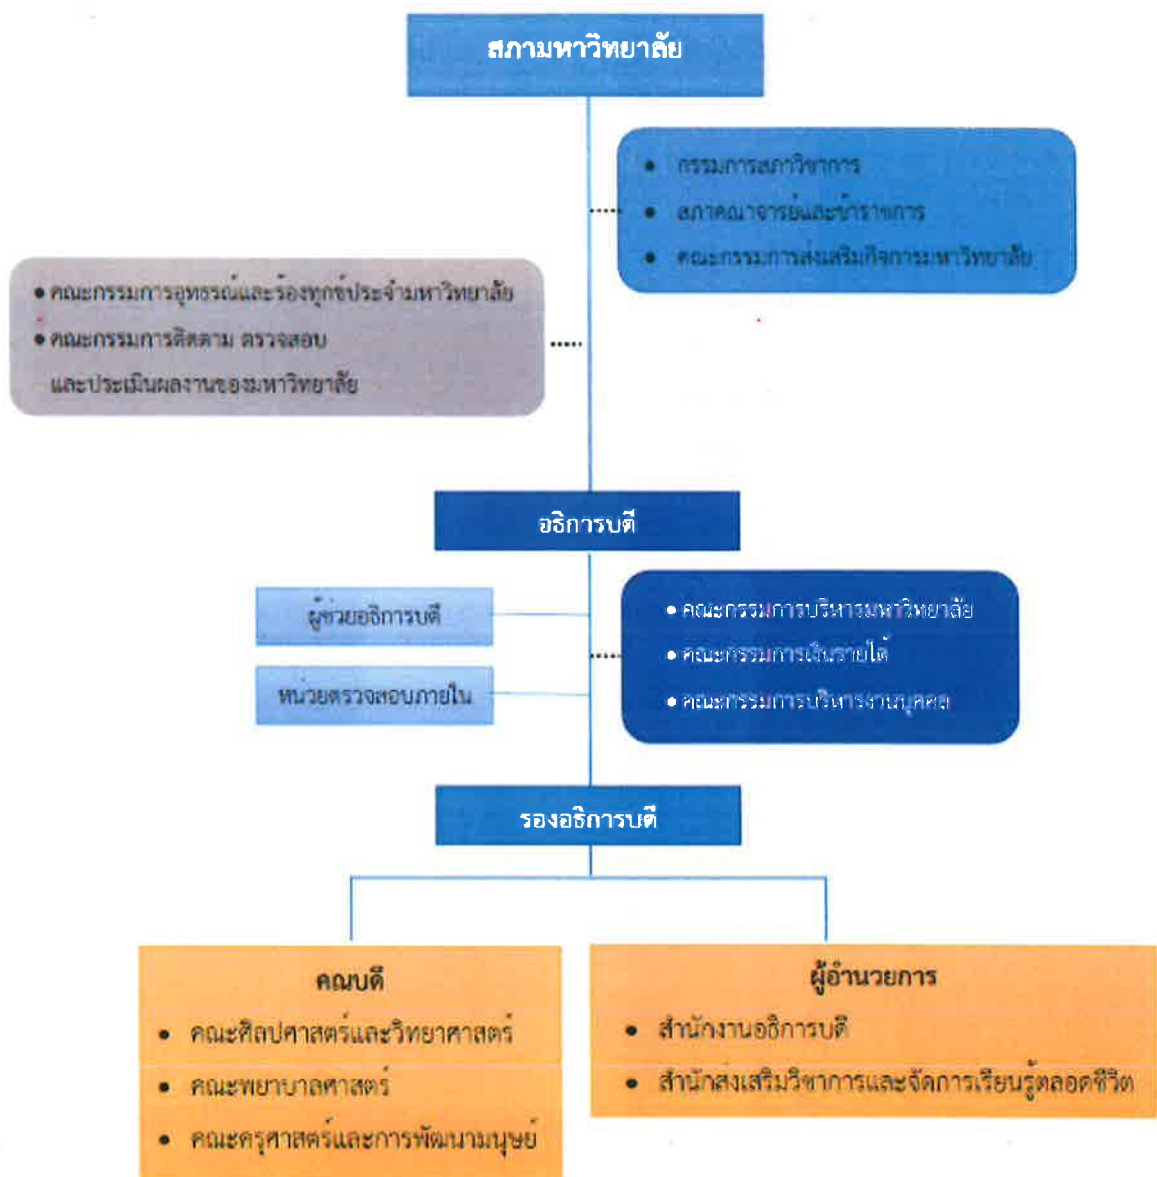 สภามหาวิทยาลัย
● กรรมการสภาวิชาการ
● สภาคณาจารย์และข้าราชการ
● คณะกรรมการส่งเสริมกิจการมหาวิทยาลัย
● คณะกรรมการอุทธรณ์และร้องทุกข์ประจำมหาวิทยาลัย
● คณะกรรมการติดตาม ตรวจสอบ
และประเมินผลงานของมหาวิทยาลัย
อธิการบดี
ผู้ช่วยอธิการบดี
หน่วยตรวจสอบภายใน
● คณะกรรมการบริหารมหาวิทยาลัย
● คณะกรรมการเงินรายได้
● คณะกรรมการบริหารงานบุคคล
รองอธิการบดี
คณบดี
● คณะศิลปศาสตร์และวิทยาศาสตร์
● คณะพยาบาลศาสตร์
● คณะครุศาสตร์และการพัฒนามนุษย์
ผู้อำนวยการ
● สำนักงานอธิการบดี
● สำนักส่งเสริมวิชาการและจัดการเรียนรู้ตลอดชีวิต